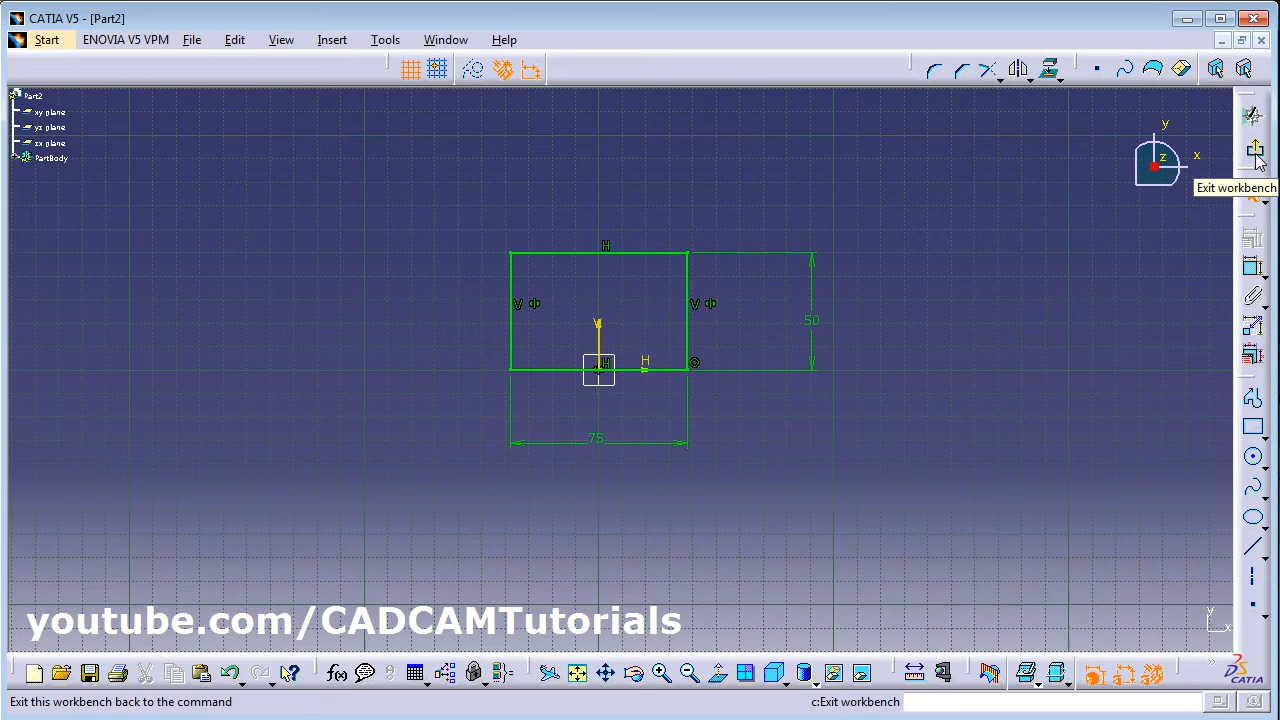 CATIA V5 - [Part2]
Start ENOVIA V5 VPM File Edit View Insert Tools Window Help
Part2
xy plane
yz plane
zx plane
PartBody
y
z x
Exit workbench
H
V V
50
Y
H H
75
youtube.com/CADCAMTutorials
y
x
f(x)
DS CATIA
Exit this workbench back to the command c:Exit workbench